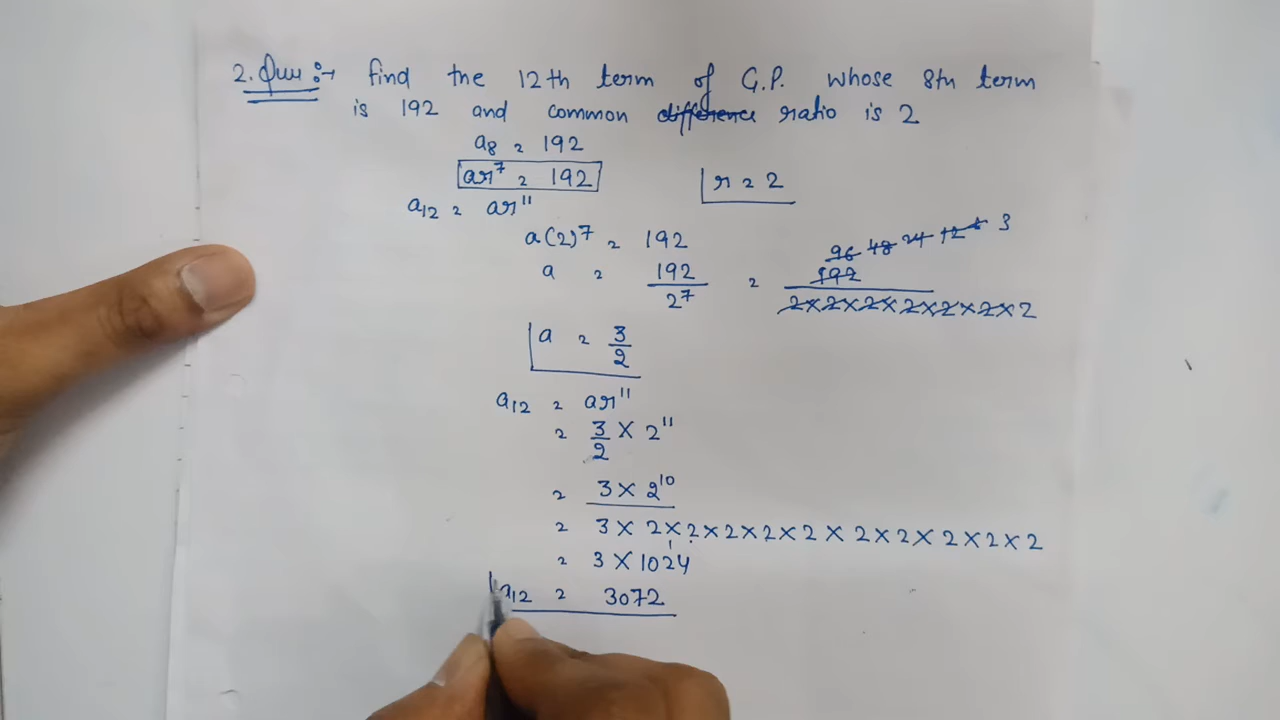 2. Que :- find the 12th term of G.P. whose 8th term
is 192 and common difference ratio is 2
a8 = 192
ar⁷ = 192
r = 2
a12 = ar¹¹
a(2)⁷ = 192
a = 192/2⁷ = 192/2×2×2×2×2×2×2
96 48 24 12 6 3
a = 3/2
a12 = ar¹¹
= 3/2 × 2¹¹
= 3 × 2¹⁰
= 3 × 2×2×2×2×2 × 2×2×2×2×2
= 3 × 1024
a12 = 3072